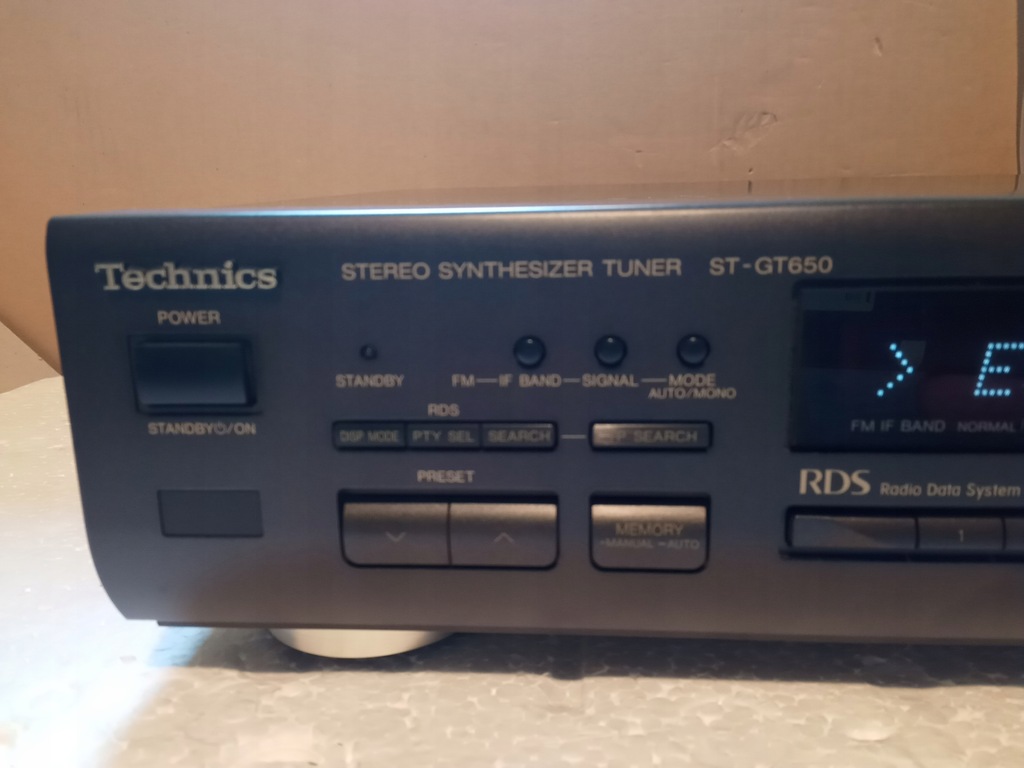 Technics
STEREO SYNTHESIZER TUNER ST-GT650
POWER
STANDBY⏻/ON
STANDBY
FM—IF BAND—SIGNAL—MODE
AUTO/MONO
RDS
DISP MODE PTY SEL SEARCH — SEARCH
PRESET
MEMORY
-MANUAL -AUTO
> E
FM IF BAND NORMAL
RDS Radio Data System
1